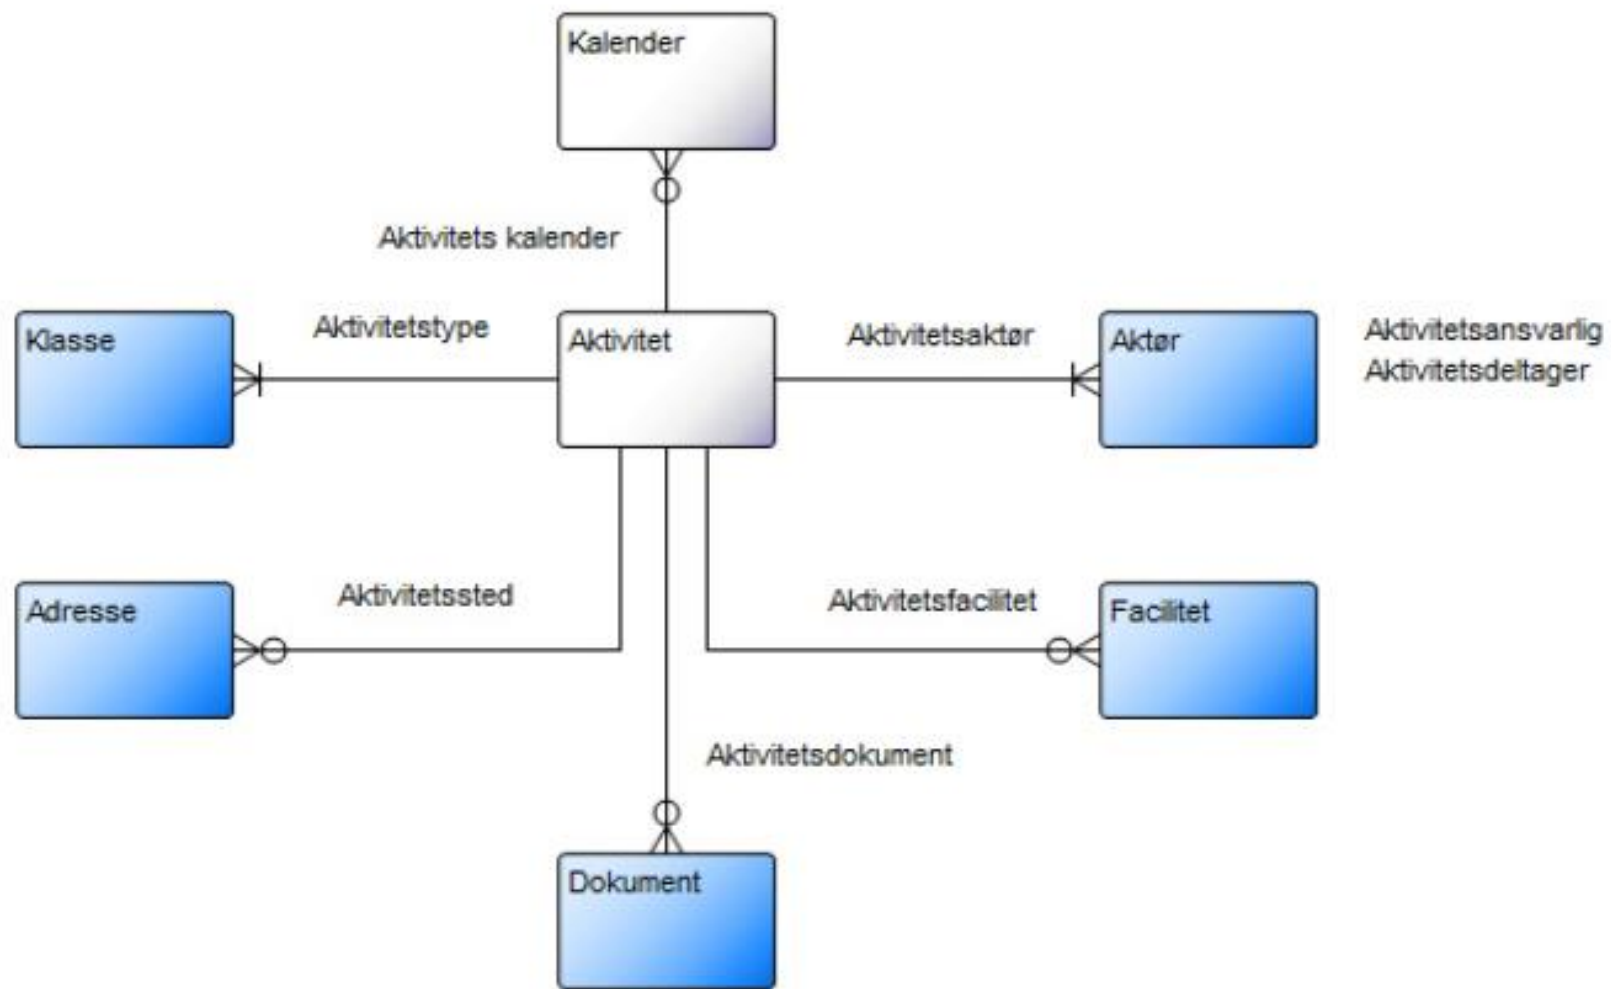 Kalender
Aktivitets kalender
Klasse
Aktivitetstype
Aktivitet
Aktivitetsaktør
Aktør
Aktivitetsansvarlig
Aktivitetsdeltager
Adresse
Aktivitetssted
Aktivitetsfacilitet
Facilitet
Aktivitetsdokument
Dokument